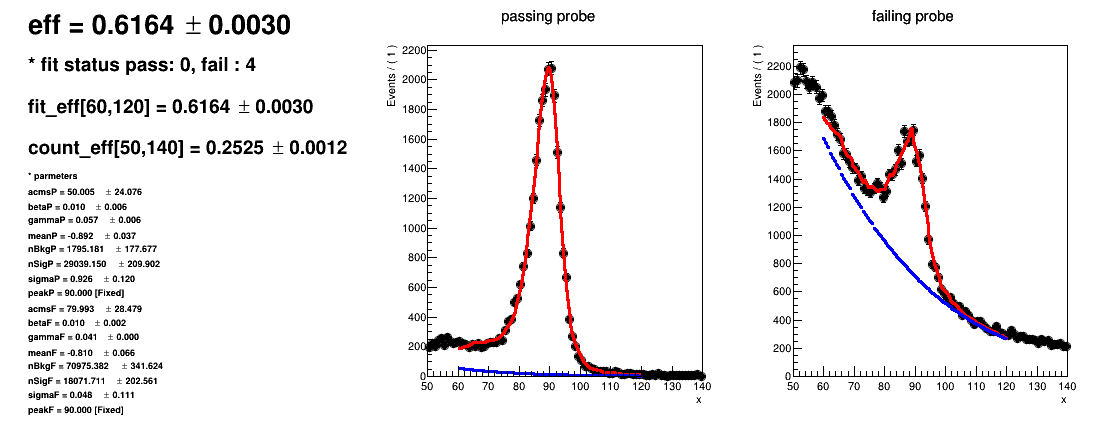 eff = 0.6164 ± 0.0030
* fit status pass: 0, fail : 4
fit_eff[60,120] = 0.6164 ± 0.0030
count_eff[50,140] = 0.2525 ± 0.0012
* parmeters
acmsP = 50.005 ± 24.076
betaP = 0.010 ± 0.006
gammaP = 0.057 ± 0.006
meanP = -0.892 ± 0.037
nBkgP = 1795.181 ± 177.677
nSigP = 29039.150 ± 209.902
sigmaP = 0.926 ± 0.120
peakP = 90.000 [Fixed]
acmsF = 79.993 ± 28.479
betaF = 0.010 ± 0.002
gammaF = 0.041 ± 0.000
meanF = -0.810 ± 0.066
nBkgF = 70975.382 ± 341.624
nSigF = 18071.711 ± 202.561
sigmaF = 0.048 ± 0.111
peakF = 90.000 [Fixed]
passing probe
Events / ( 1 )
2200
2000
1800
1600
1400
1200
1000
800
600
400
200
0
50 60 70 80 90 100 110 120 130 140
x
failing probe
Events / ( 1 )
2200
2000
1800
1600
1400
1200
1000
800
600
400
200
0
50 60 70 80 90 100 110 120 130 140
x